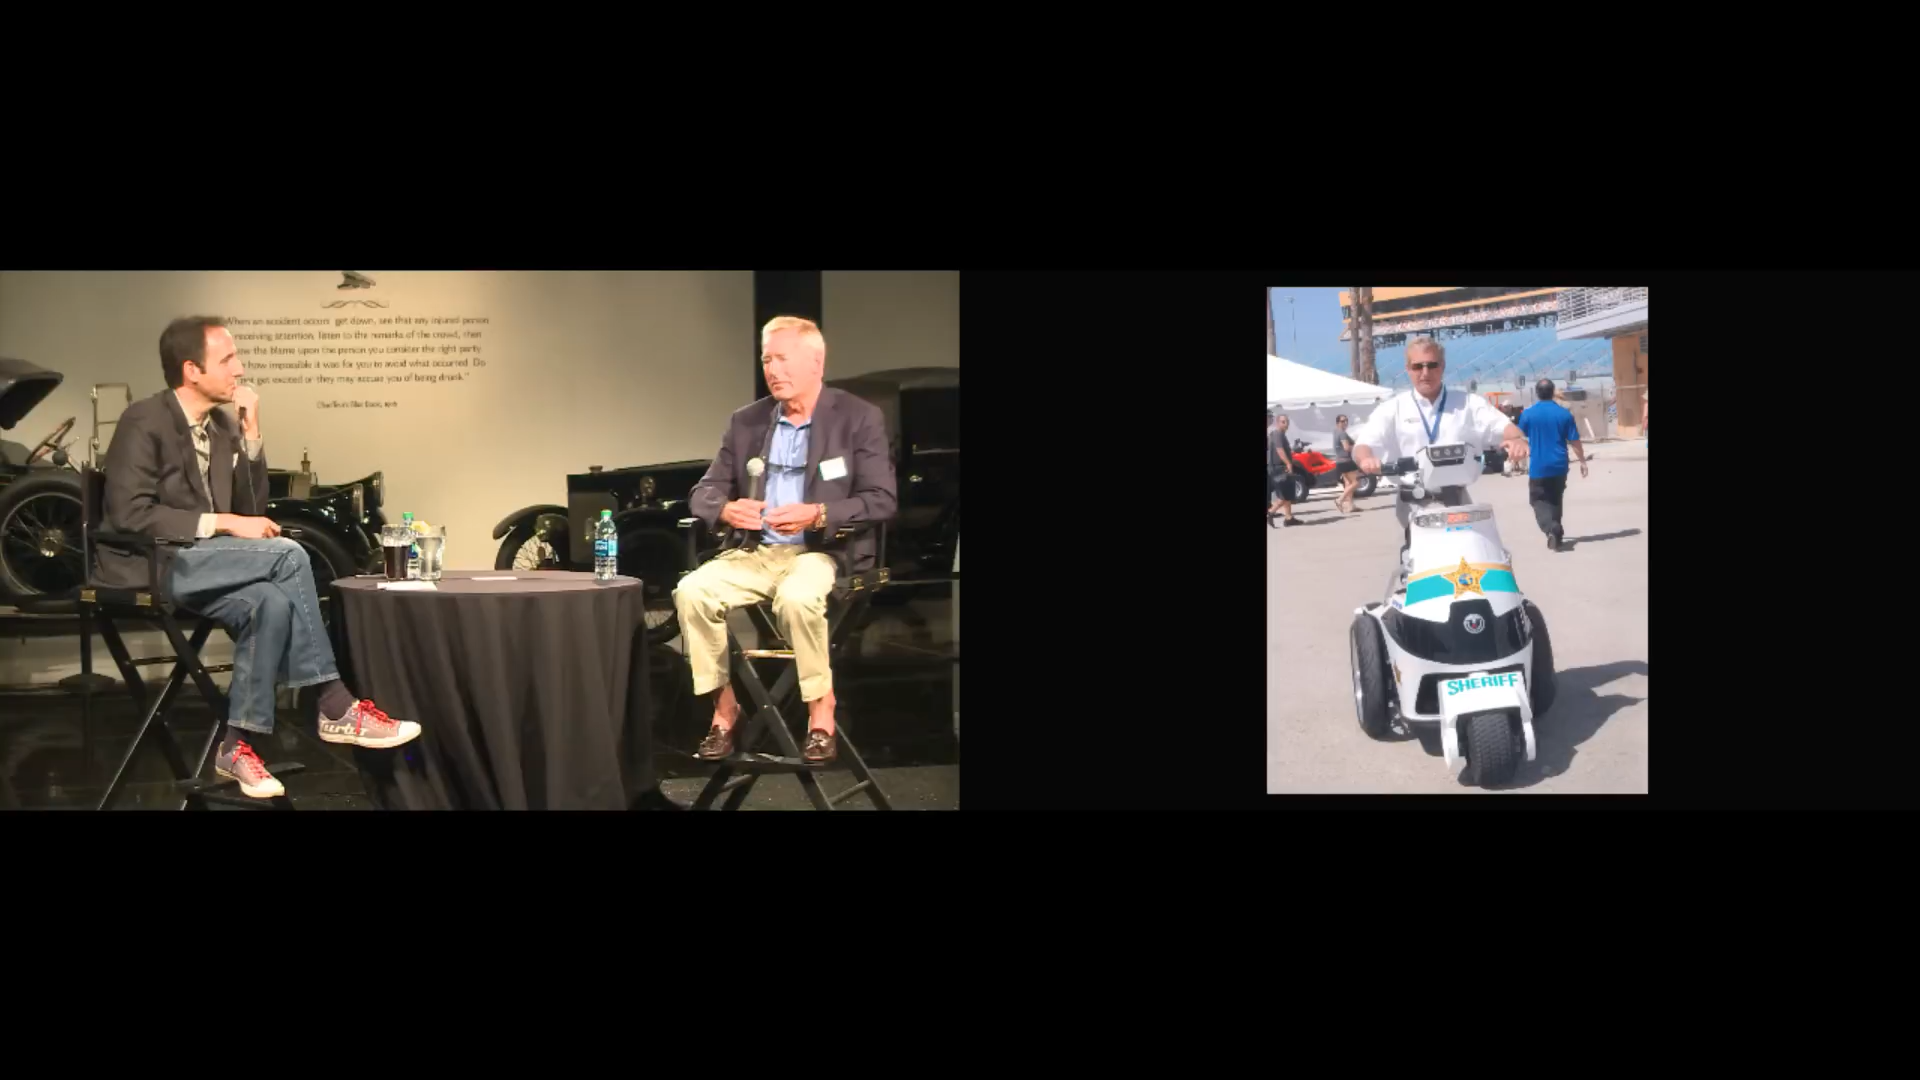 When an accident occurs get down, see that any injured person
receiving attention, listen to the remarks of the crowd, then
the blame upon the person you consider the right party
how impossible it was for you to avoid what occurred. Do
not get excited or they may accuse you of being drunk."
Turbo
SHERIFF